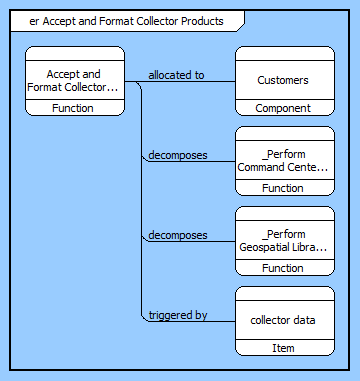 er Accept and Format Collector Products
Accept and
Format Collector...
Function
allocated to
Customers
Component
decomposes
_Perform
Command Cente...
Function
decomposes
_Perform
Geospatial Libra...
Function
triggered by
collector data
Item